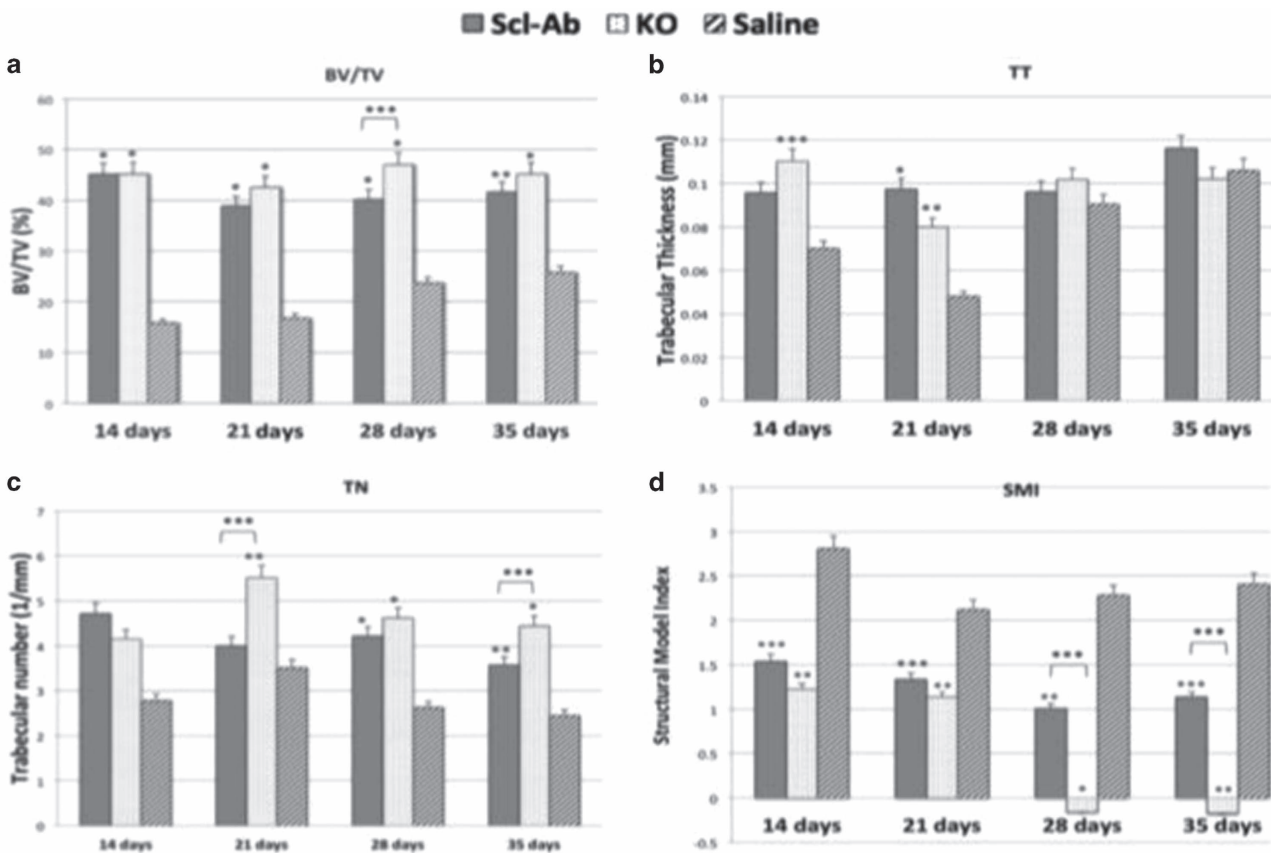 Scl-Ab KO Saline
a
BV/TV
BV/TV (%)
60
50
40
30
20
10
0
***
* *
* *
* *
** *
14 days 21 days 28 days 35 days
b
TT
Trabecular Thickness (mm)
0.14
0.12
0.1
0.08
0.06
0.04
0.02
0
***
* **
14 days 21 days 28 days 35 days
c
TN
Trabecular number (1/mm)
7
6
5
4
3
2
1
0
***
**
* *
***
** *
14 days 21 days 28 days 35 days
d
SMI
Structural Model Index
3.5
3
2.5
2
1.5
1
0.5
0
-0.5
*** **
*** **
***
** *
***
*** **
14 days 21 days 28 days 35 days